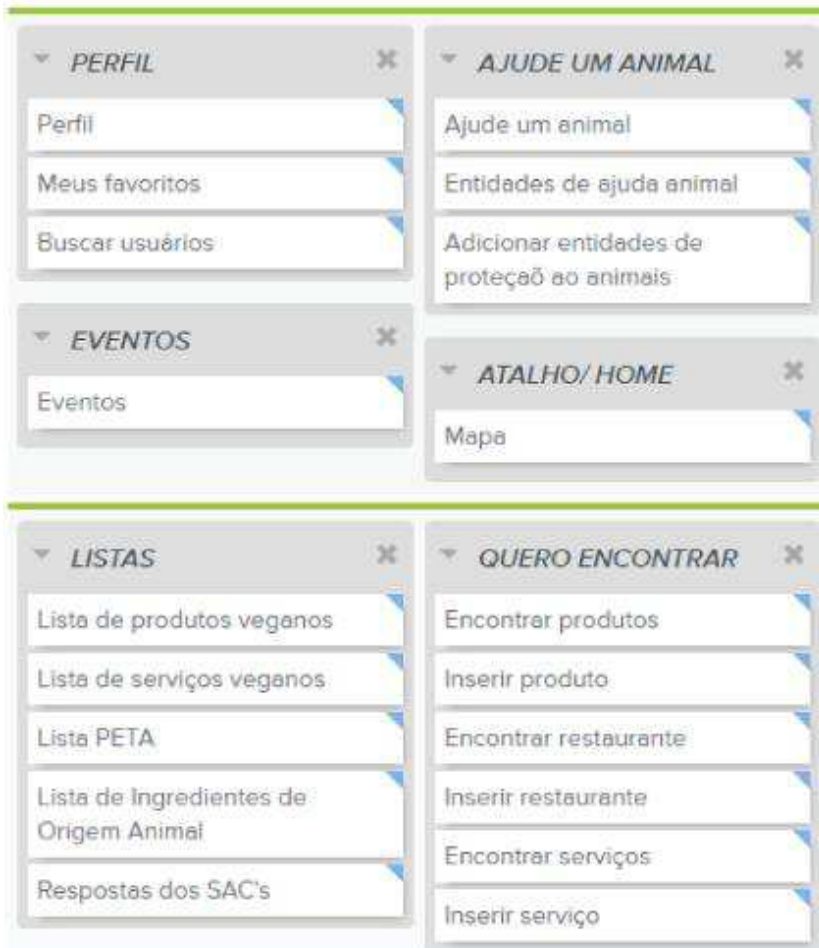 PERFIL
Perfil
Meus favoritos
Buscar usuários
EVENTOS
Eventos
AJUDE UM ANIMAL
Ajude um animal
Entidades de ajuda animal
Adicionar entidades de
proteçaõ ao animais
ATALHO/ HOME
Mapa
LISTAS
Lista de produtos veganos
Lista de serviços veganos
Lista PETA
Lista de Ingredientes de
Origem Animal
Respostas dos SAC's
QUERO ENCONTRAR
Encontrar produtos
Inserir produto
Encontrar restaurante
Inserir restaurante
Encontrar serviços
Inserir serviço